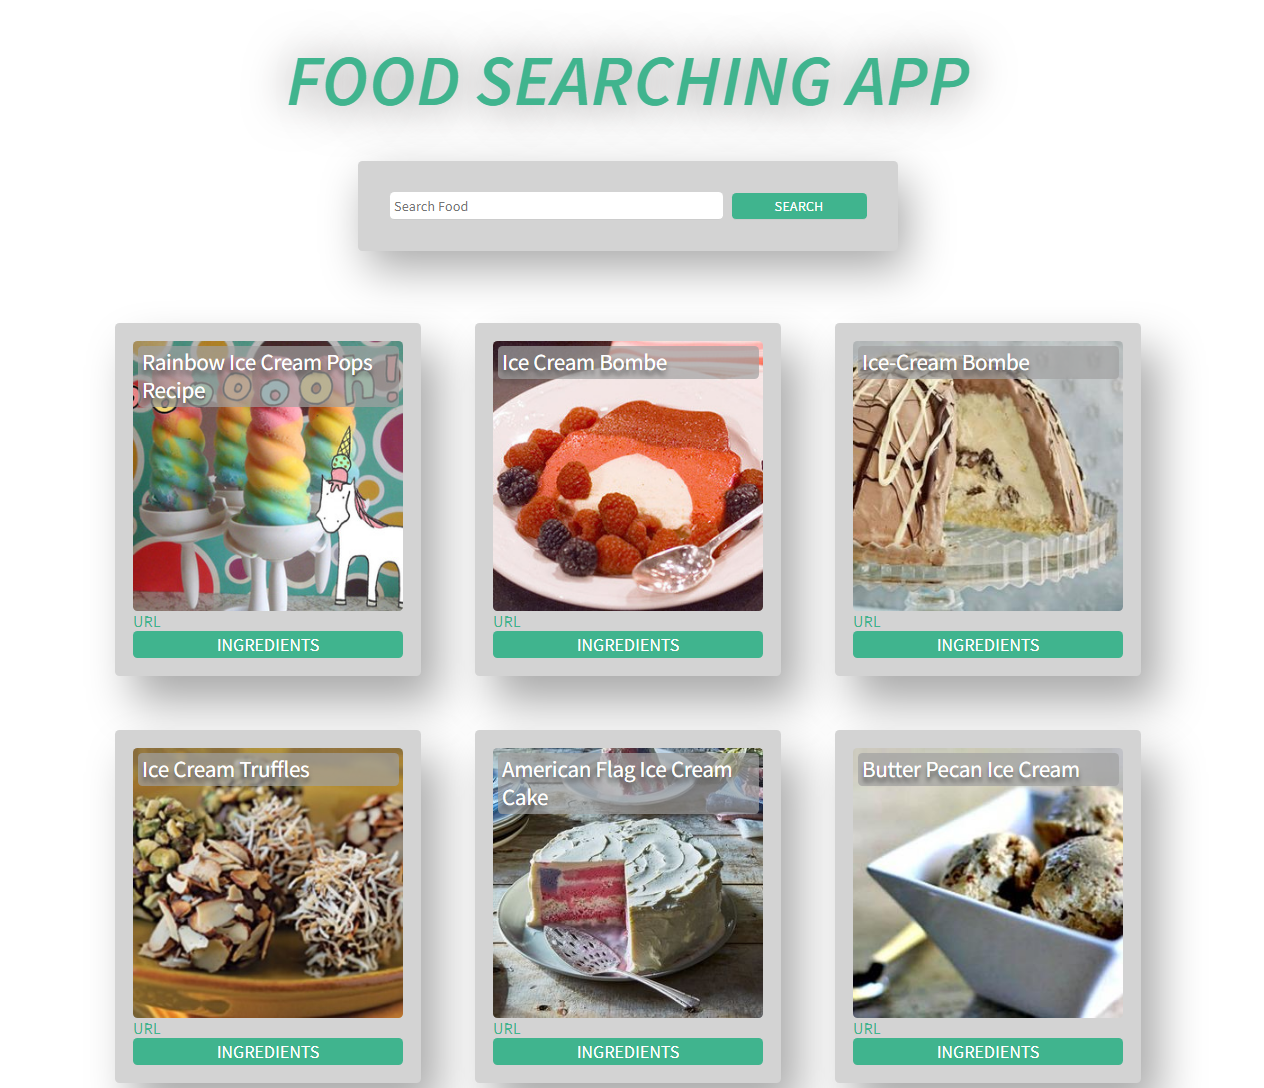 FOOD SEARCHING APP
Search Food
SEARCH
Rainbow Ice Cream Pops
Recipe
URL
INGREDIENTS
Ice Cream Bombe
URL
INGREDIENTS
Ice-Cream Bombe
URL
INGREDIENTS
Ice Cream Truffles
URL
INGREDIENTS
American Flag Ice Cream
Cake
URL
INGREDIENTS
Butter Pecan Ice Cream
URL
INGREDIENTS